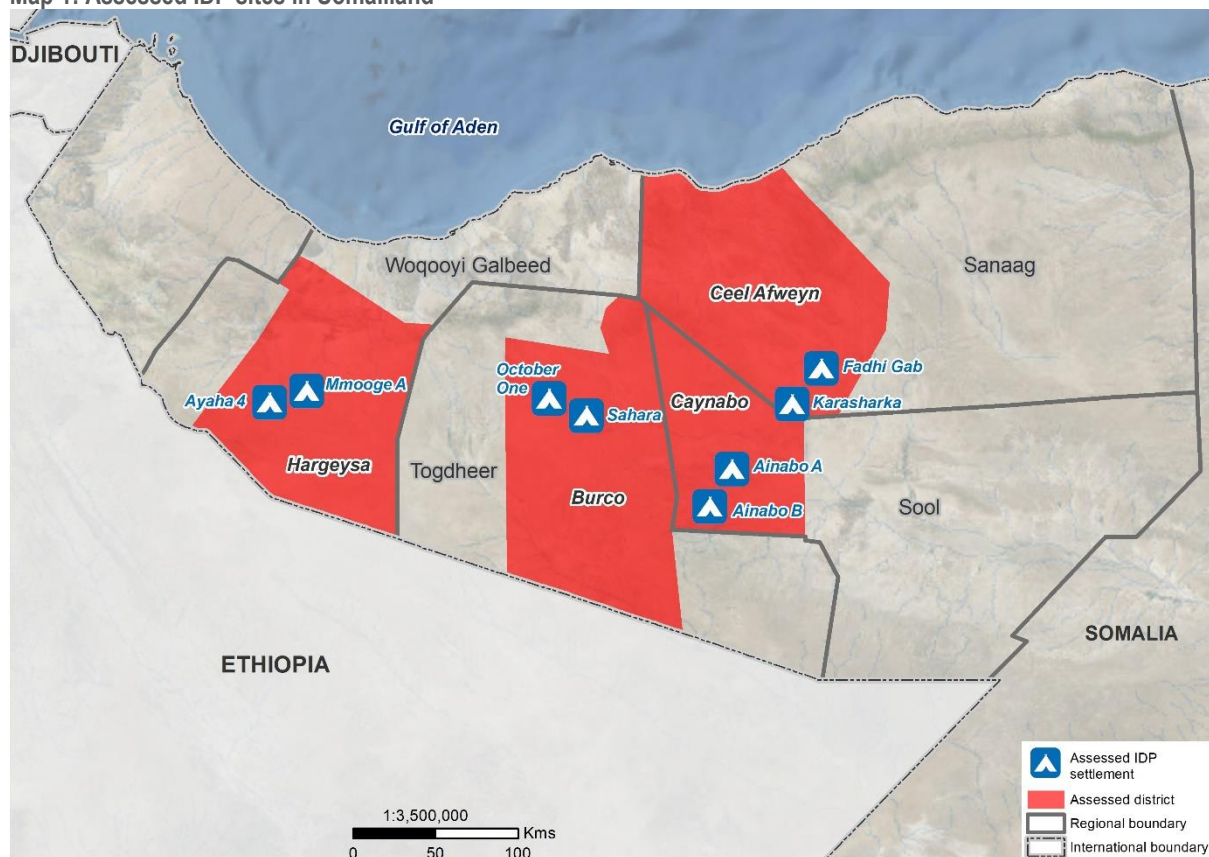 Map 1: Assessed IDP sites in Somaliland
DJIBOUTI
Gulf of Aden
Woqooyi Galbeed
Sanaag
Ceel Afweyn
Fadhi Gab
October
One
Mmooge A
Ayaha 4
Caynabo
Karasharka
Sahara
Hargeysa
Togdheer
Ainabo A
Burco
Ainabo B
Sool
SOMALIA
ETHIOPIA
Assessed IDP
settlement
Assessed district
Regional boundary
International boundary
1:3,500,000
Kms
0 50 100